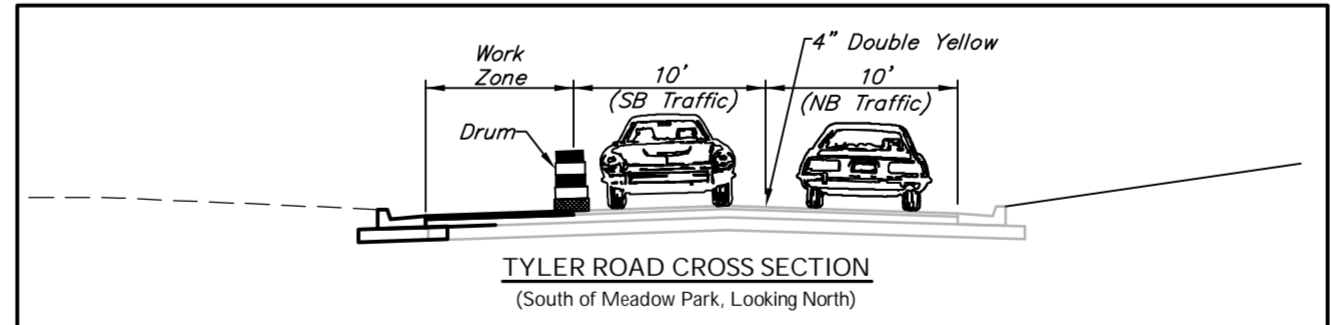 Work
Zone
10'
(SB Traffic)
4" Double Yellow
10'
(NB Traffic)
Drum
TYLER ROAD CROSS SECTION
(South of Meadow Park, Looking North)